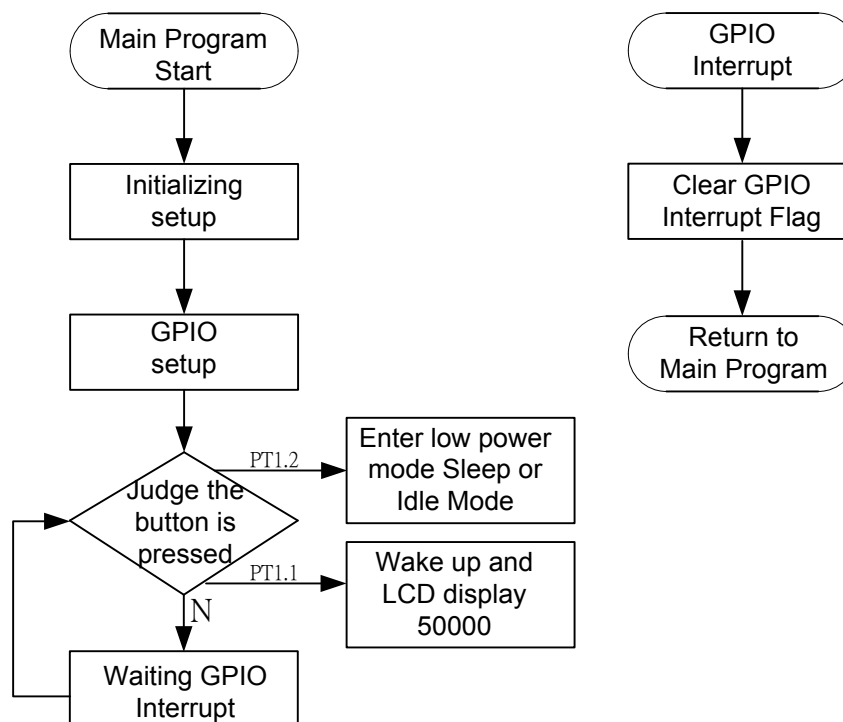 Main Program
Start
Initializing
setup
GPIO
setup
Judge the
button is
pressed
PT1.2
Enter low power
mode Sleep or
Idle Mode
PT1.1
Wake up and
LCD display
50000
N
Waiting GPIO
Interrupt
GPIO
Interrupt
Clear GPIO
Interrupt Flag
Return to
Main Program